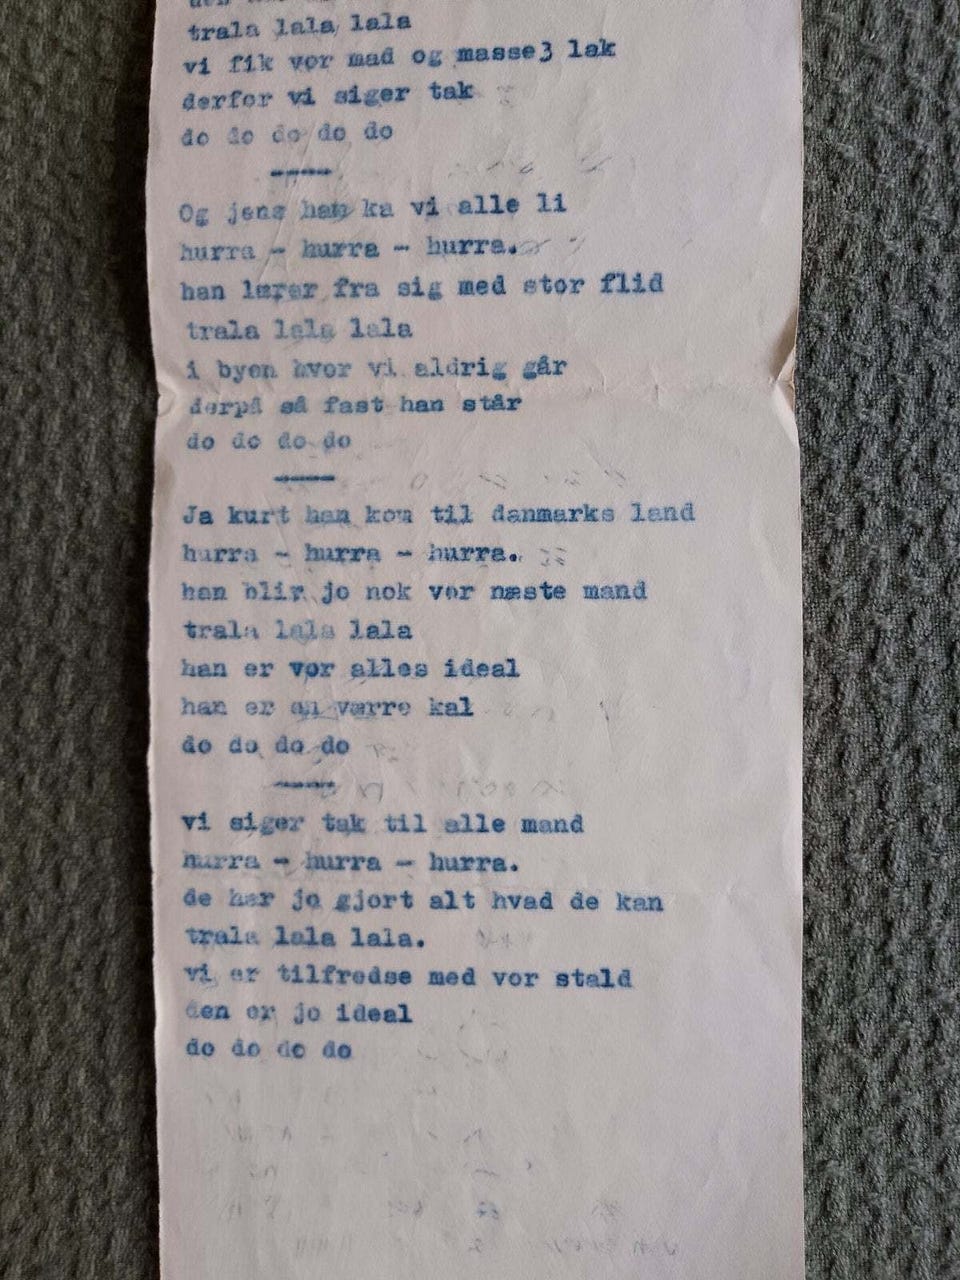 trala lala lala
vi fik vor mad og masse3 lak
derfor vi siger tak
do do do do do
----
Og jens han ka vi alle li
hurra - hurra - hurra.
han lærer fra sig med stor flid
trala lala lala
i byen hvor vi aldrig går
derpå så fast han står
do do do do
----
Ja kurt han kom til danmarks land
hurra - hurra - hurra.
han blir jo nok vor næste mand
trala lala lala
han er vor alles ideal
han er en værre kal
do do do do
----
vi siger tak til alle mand
hurra - hurra - hurra.
de har jo gjort alt hvad de kan
trala lala lala.
vi er tilfredse med vor stald
den er jo ideal
do do do do